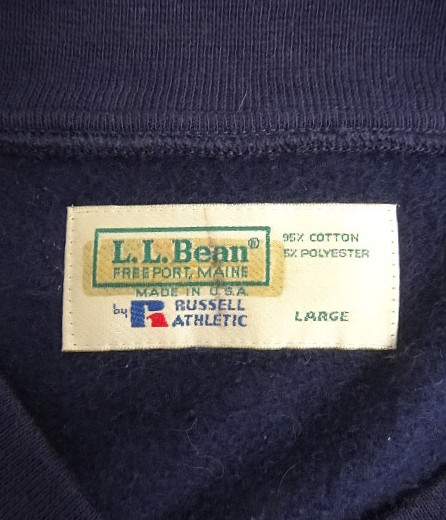 L.L.Bean®
FREEPORT, MAINE
MADE IN U.S.A.
by RUSSELL
ATHLETIC
95% COTTON
5% POLYESTER
LARGE